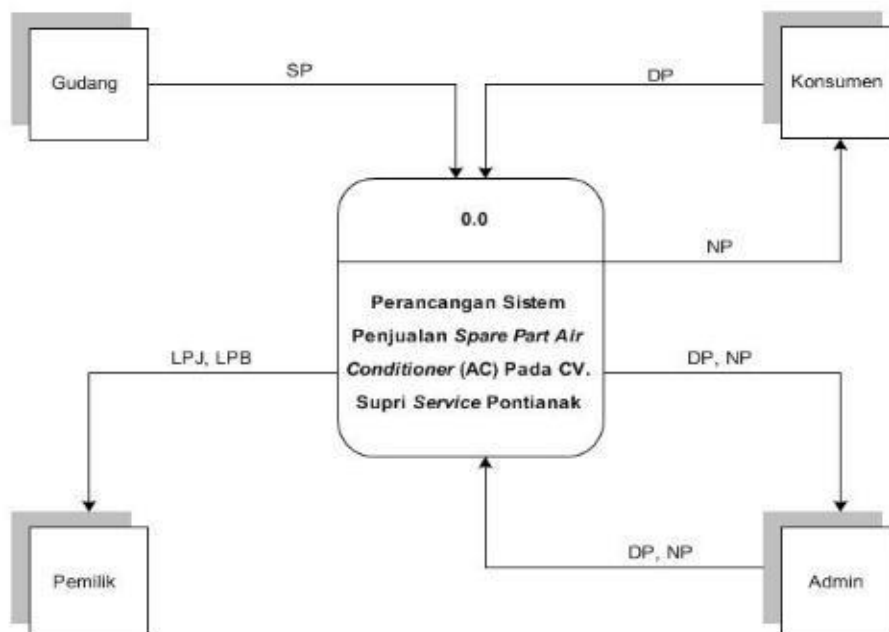 Gudang
SP
DP
Konsumen
0.0
NP
Perancangan Sistem
Penjualan Spare Part Air
Conditioner (AC) Pada CV.
Supri Service Pontianak
LPJ, LPB
DP, NP
DP, NP
Pemilik
Admin